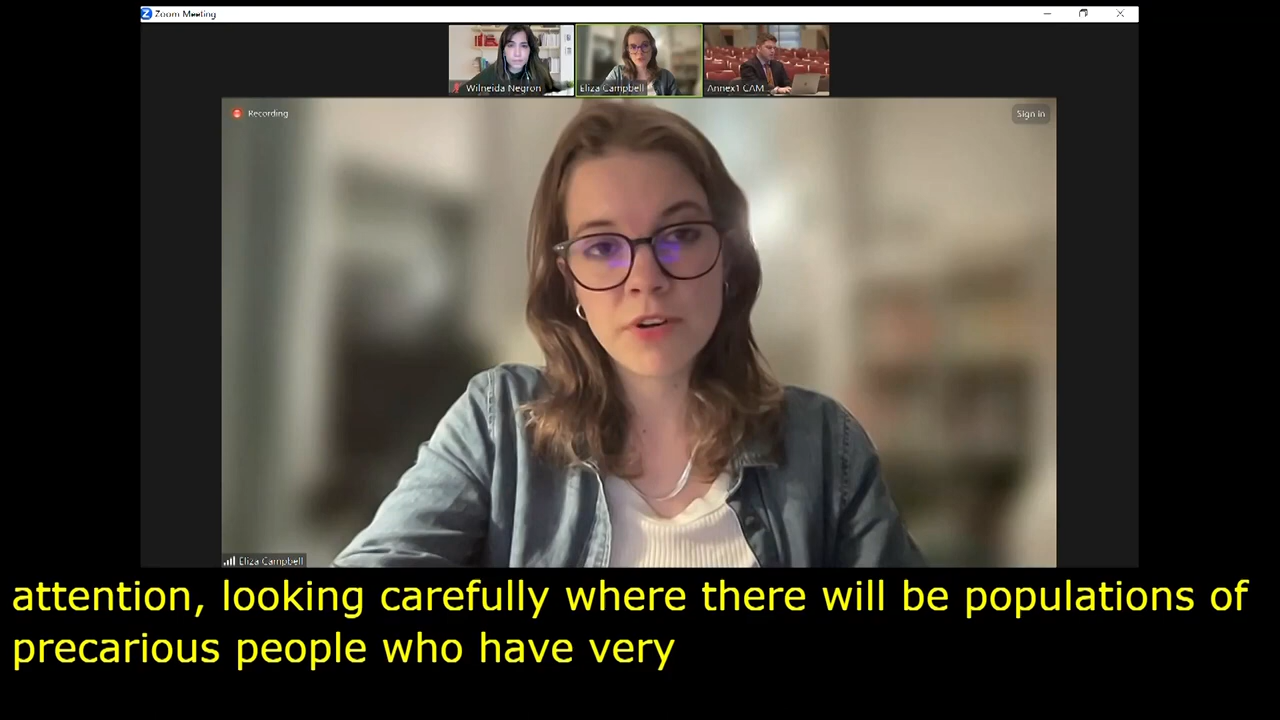 Zoom Meeting
Wilneida Negron
Eliza Campbell
Annex1 CAM...
Recording
Sign in
Eliza Campbell
attention, looking carefully where there will be populations of
precarious people who have very